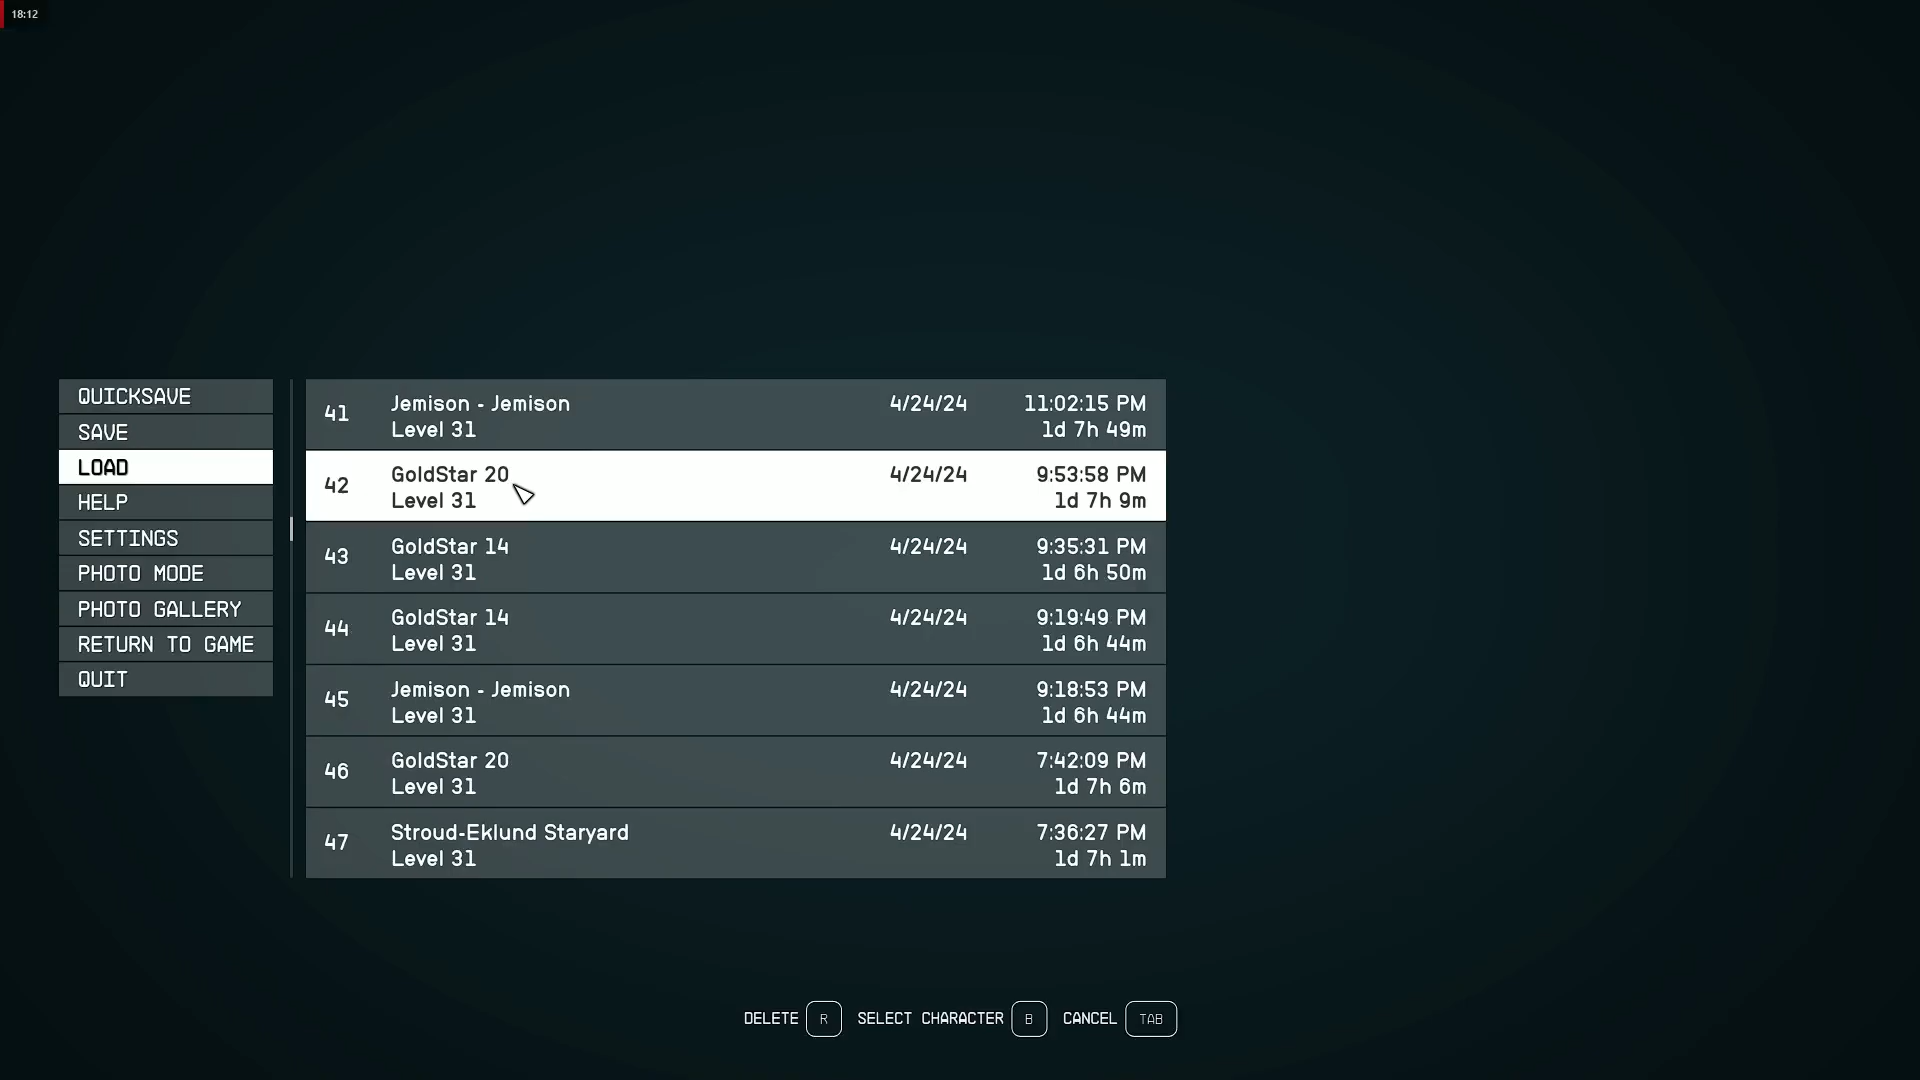 18:12
QUICKSAVE
SAVE
LOAD
HELP
SETTINGS
PHOTO MODE
PHOTO GALLERY
RETURN TO GAME
QUIT
41 Jemison - Jemison 4/24/24 11:02:15 PM
Level 31 1d 7h 49m
42 GoldStar 20 4/24/24 9:53:58 PM
Level 31 1d 7h 9m
43 GoldStar 14 4/24/24 9:35:31 PM
Level 31 1d 6h 50m
44 GoldStar 14 4/24/24 9:19:49 PM
Level 31 1d 6h 44m
45 Jemison - Jemison 4/24/24 9:18:53 PM
Level 31 1d 6h 44m
46 GoldStar 20 4/24/24 7:42:09 PM
Level 31 1d 7h 6m
47 Stroud-Eklund Staryard 4/24/24 7:36:27 PM
Level 31 1d 7h 1m
DELETE R SELECT CHARACTER B CANCEL TAB